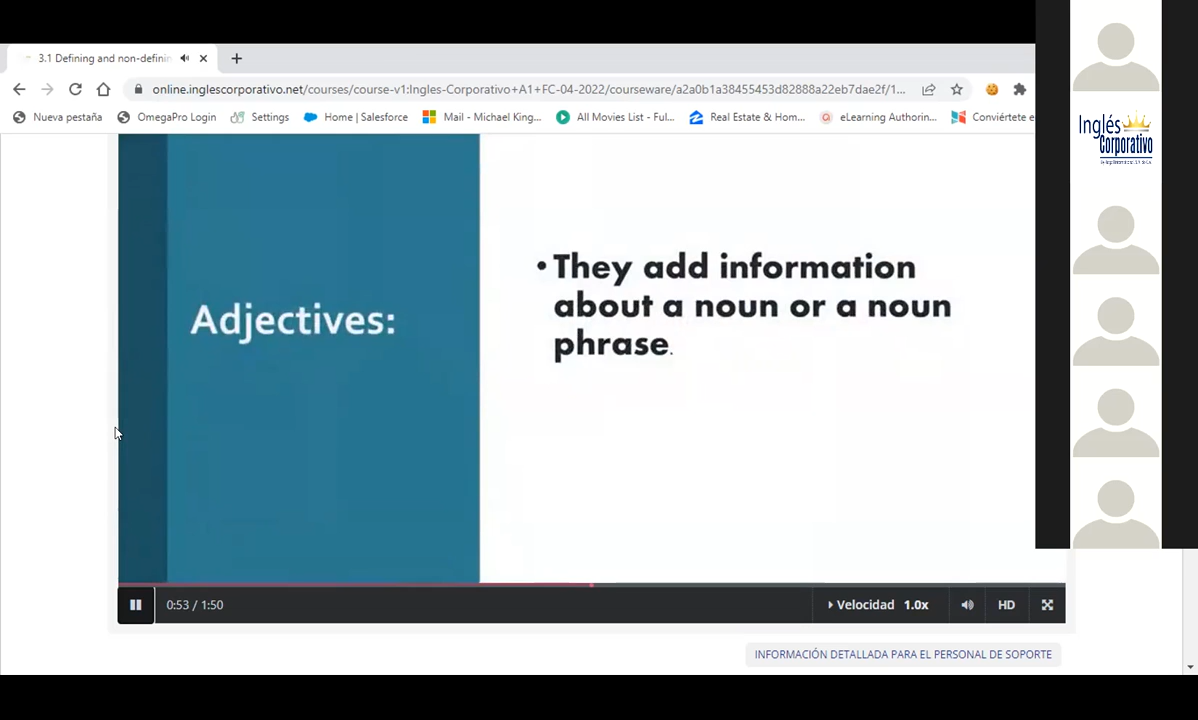 3.1 Defining and non-definin
online.inglescorporativo.net/courses/course-v1:Ingles-Corporativo+A1+FC-04-2022/courseware/a2a0b1a38455453d82888a22eb7dae2f/1...
Nueva pestaña
OmegaPro Login
Settings
Home | Salesforce
Mail - Michael King...
All Movies List - Ful...
Real Estate & Hom...
eLearning Authorin...
Conviértete e
Inglés
Corporativo
Adjectives:
•They add information
about a noun or a noun
phrase.
0:53 / 1:50
Velocidad 1.0x
HD
INFORMACIÓN DETALLADA PARA EL PERSONAL DE SOPORTE